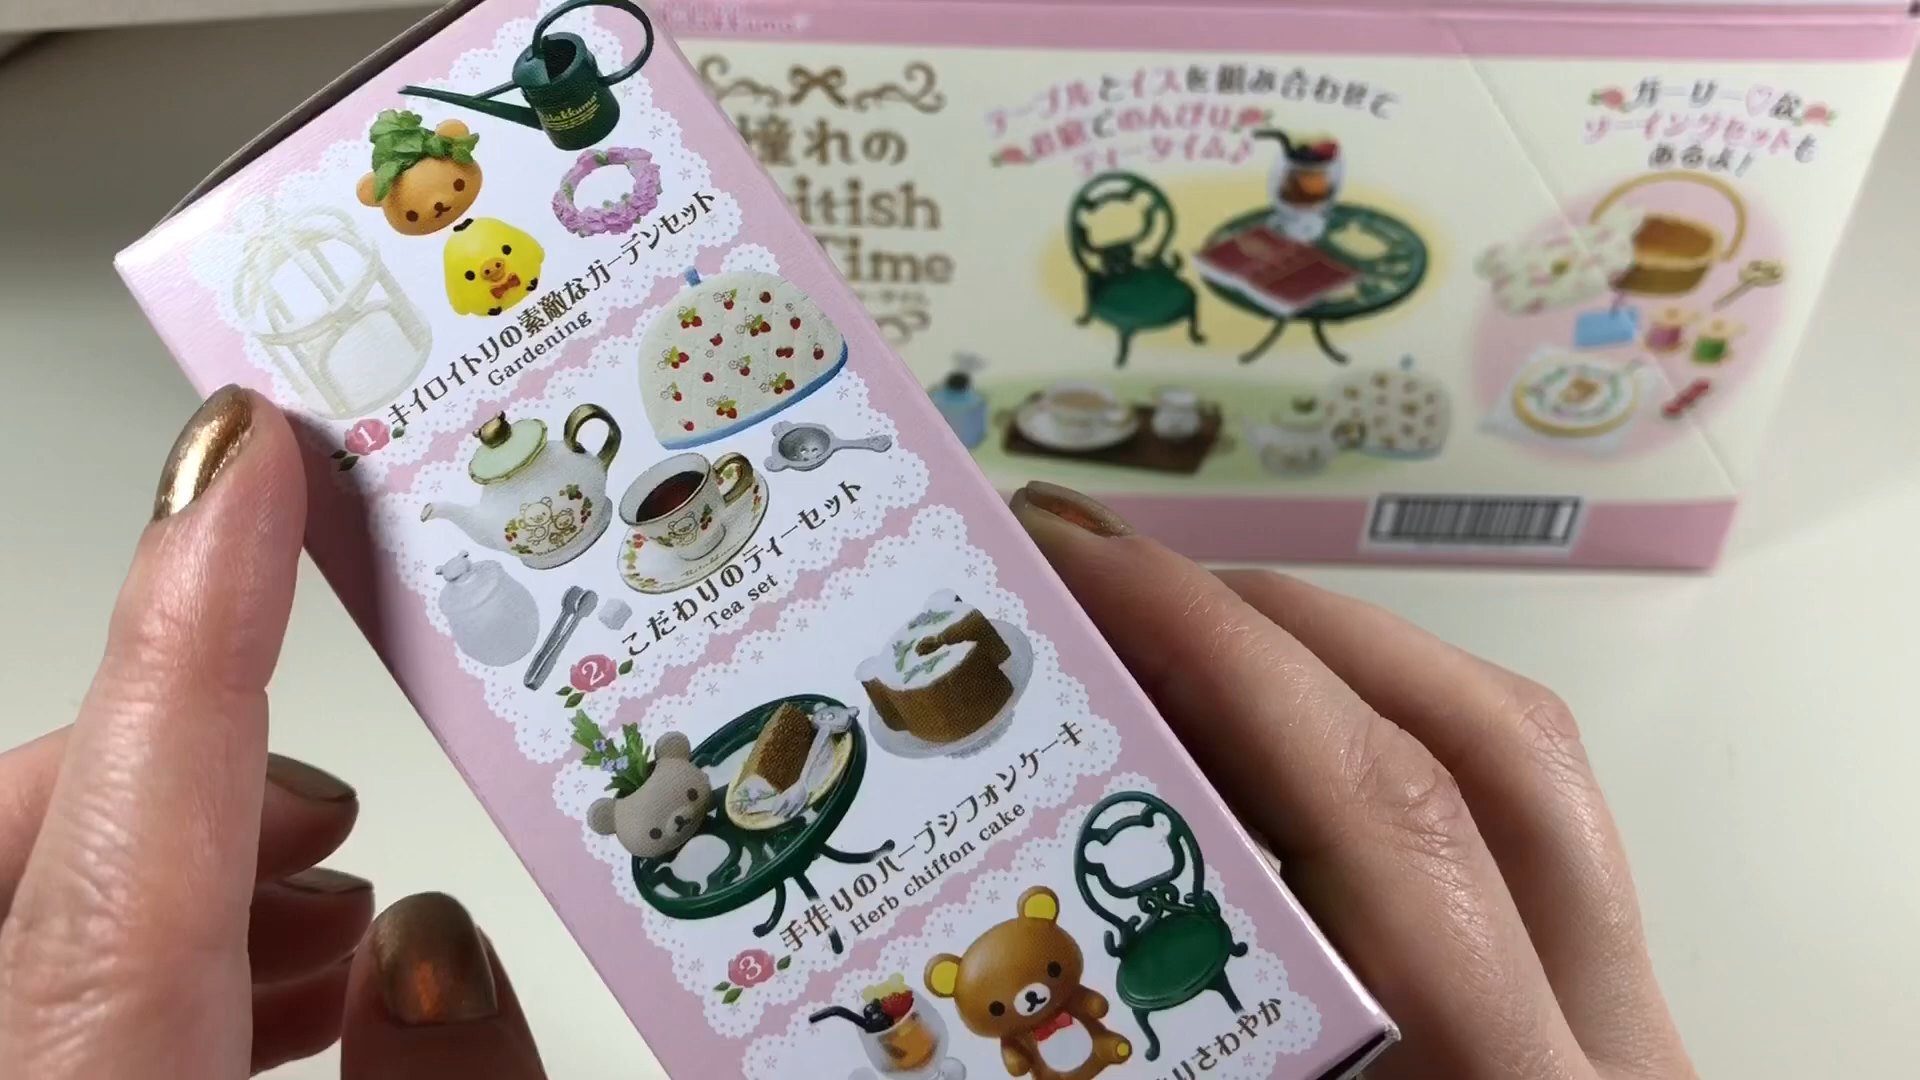 Rilakkuma
キイロイトリの素敵なガーデンセット
Gardening
1
こだわりのティーセット
Tea set
2
手作りのハーブシフォンケーキ
Herb chiffon cake
3
さわやか
憧れの
itish
Time
テーブルとイスを組み合わせて
お庭でのんびり
ティータイム♪
ガーリー♡な
ソーイングセットも
あるよ!